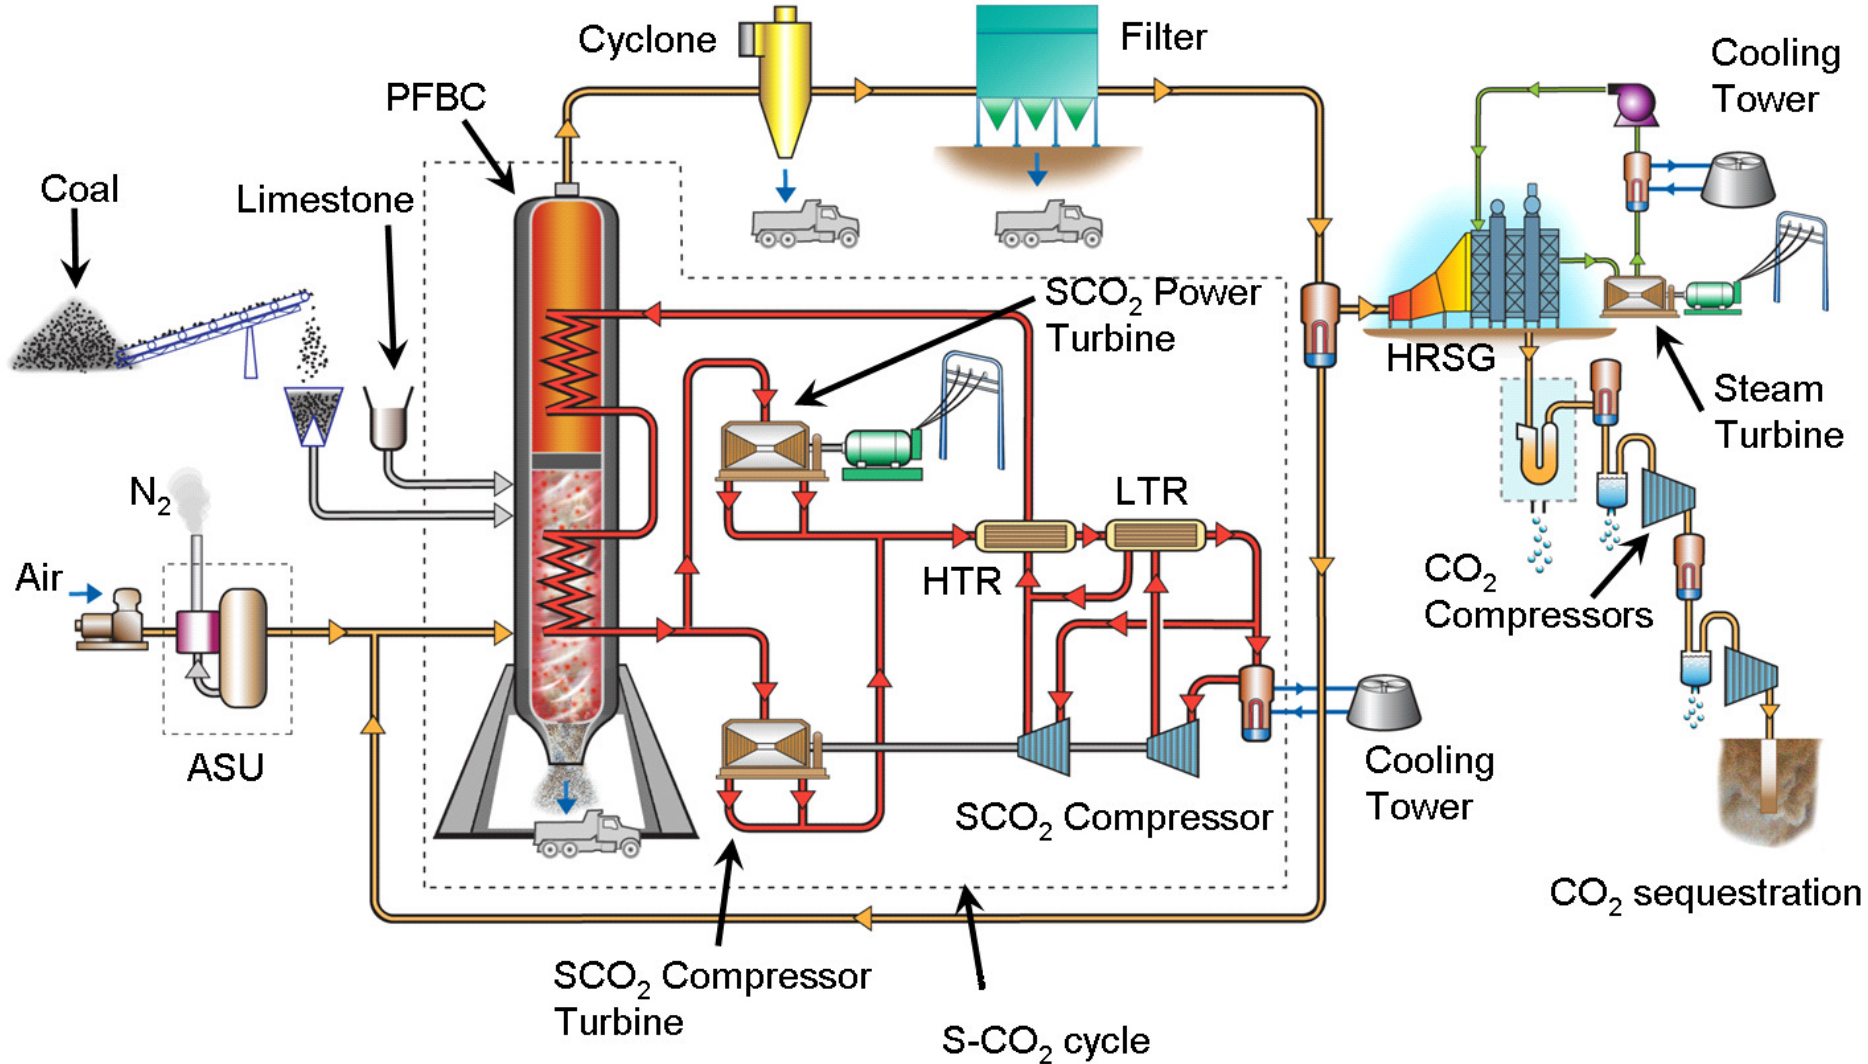 Cyclone
Filter
Cooling
Tower
PFBC
Coal
Limestone
SCO₂ Power
Turbine
HRSG
Steam
Turbine
N₂
LTR
HTR
Air
CO₂
Compressors
ASU
SCO₂ Compressor
Cooling
Tower
CO₂ sequestration
SCO₂ Compressor
Turbine
S-CO₂ cycle